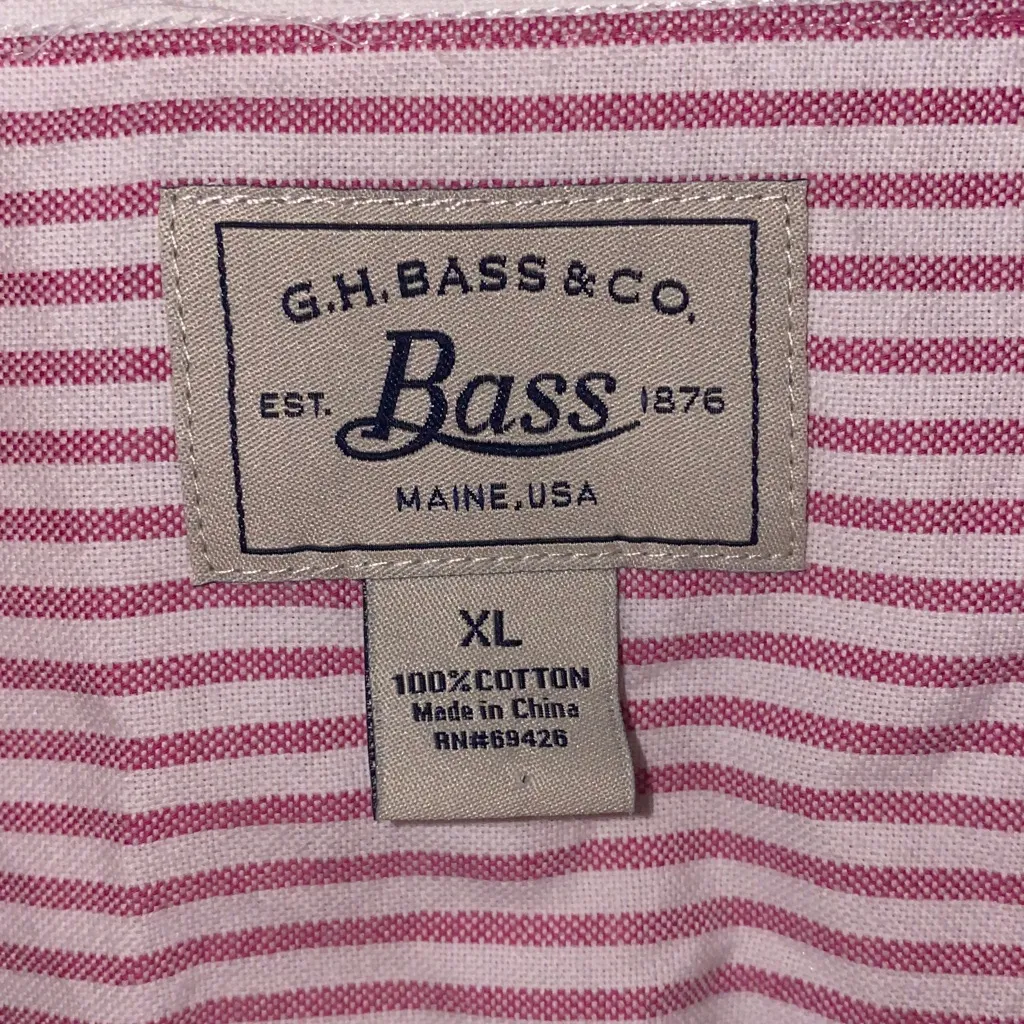 G.H. BASS & CO.
EST. Bass 1876
MAINE, USA
XL
100% COTTON
Made in China
RN#69426